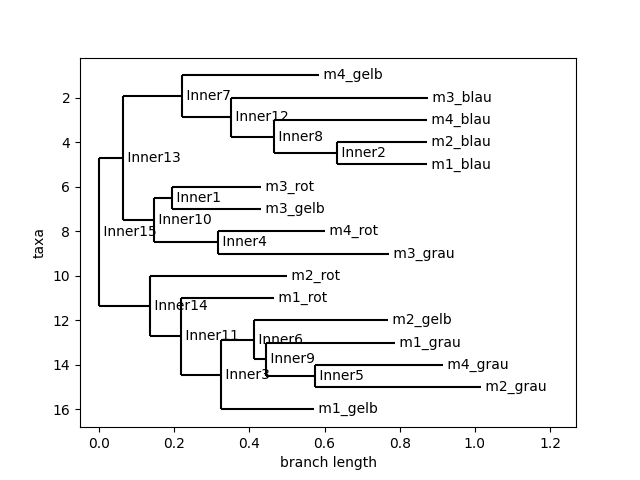 m4_gelb
Inner7
2
m3_blau
Inner12
m4_blau
Inner8
4
m2_blau
Inner2
Inner13
m1_blau
6
m3_rot
Inner1
m3_gelb
Inner10
8
Inner15
m4_rot
Inner4
taxa
m3_grau
10
m2_rot
m1_rot
Inner14
12
m2_gelb
Inner11
Inner6
m1_grau
Inner9
14
m4_grau
Inner3
Inner5
m2_grau
16
m1_gelb
0.0 0.2 0.4 0.6 0.8 1.0 1.2
branch length